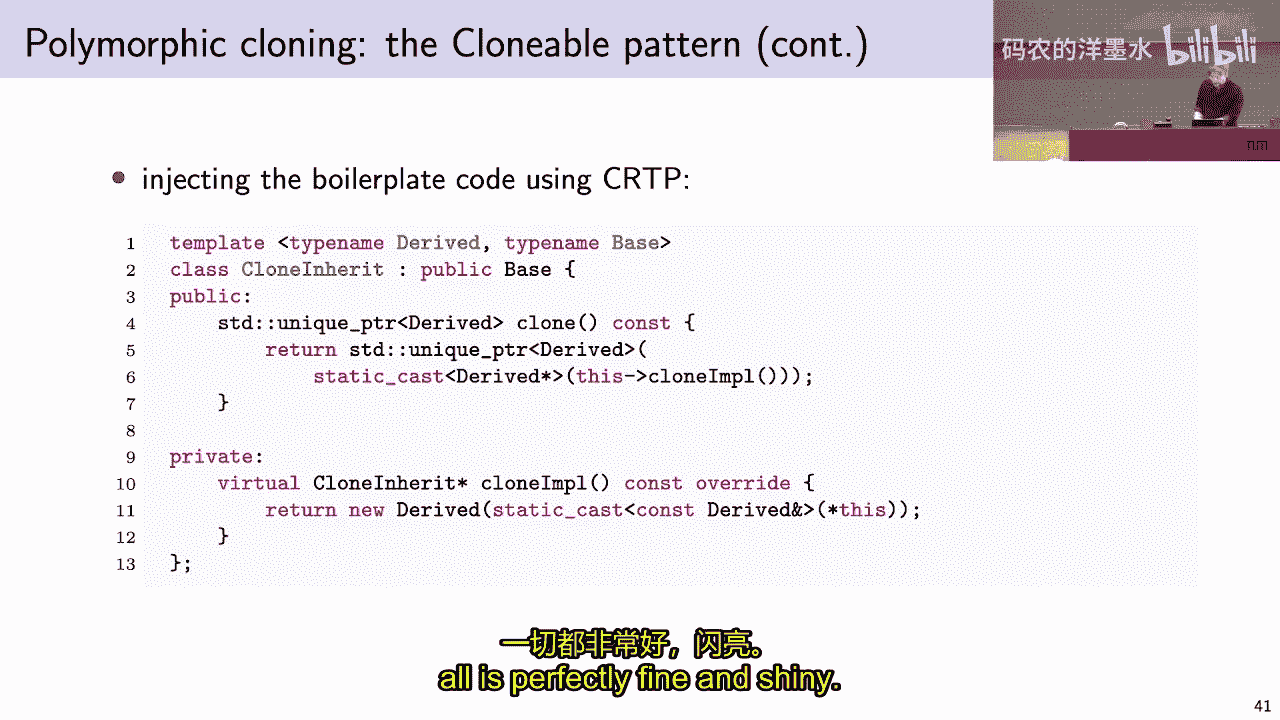 Polymorphic cloning: the Cloneable pattern (cont.)
码农的洋墨水 bilibili
nm
• injecting the boilerplate code using CRTP:
1 template <typename Derived, typename Base>
2 class CloneInherit : public Base {
3 public:
4 std::unique_ptr<Derived> clone() const {
5 return std::unique_ptr<Derived>(
6 static_cast<Derived*>(this->cloneImpl()));
7 }
8
9 private:
10 virtual CloneInherit* cloneImpl() const override {
11 return new Derived(static_cast<const Derived&>(*this));
12 }
13 };
一切都非常好，闪亮。
all is perfectly fine and shiny.
41